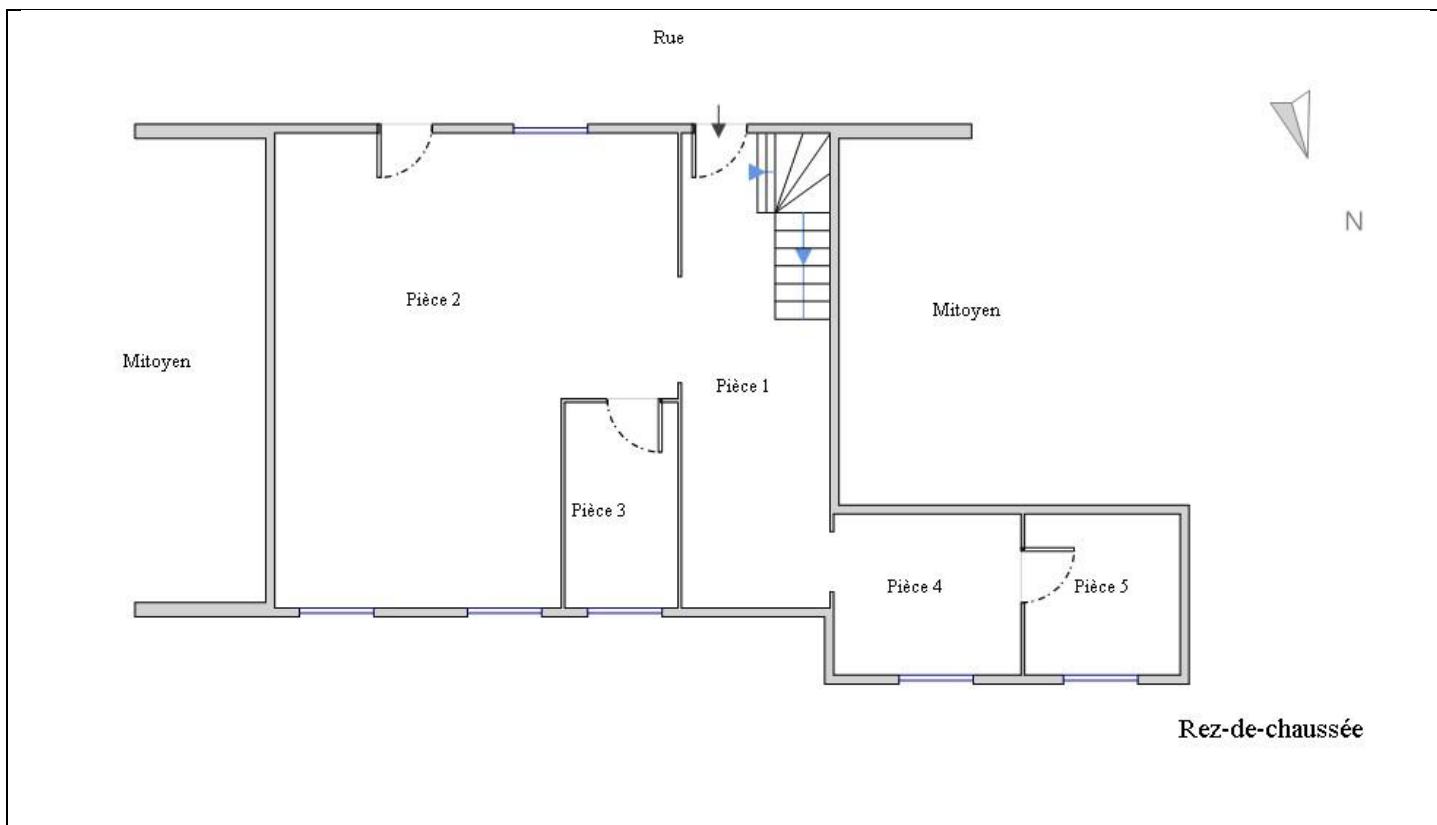 Rue
N
Pièce 2
Mitoyen
Mitoyen
Pièce 1
Pièce 3
Pièce 4
Pièce 5
Rez-de-chaussée